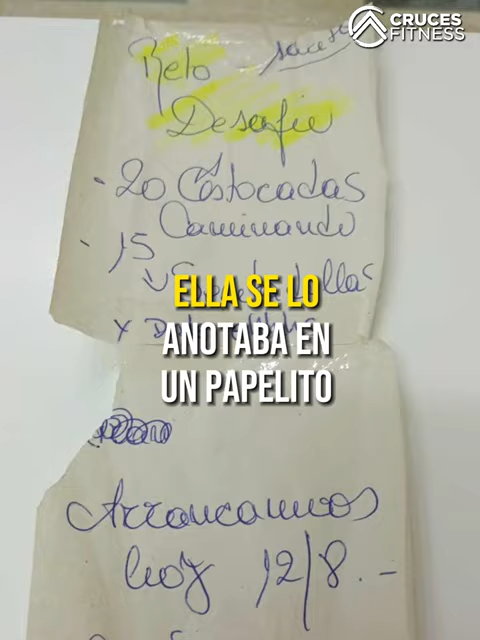 CRUCES
FITNESS
Reto
Desafio
- 20 Estocadas
Caminando
- 15
ELLA SE LO
ANOTABA EN
UN PAPELITO
Arrancamos
hoy 12/8.-